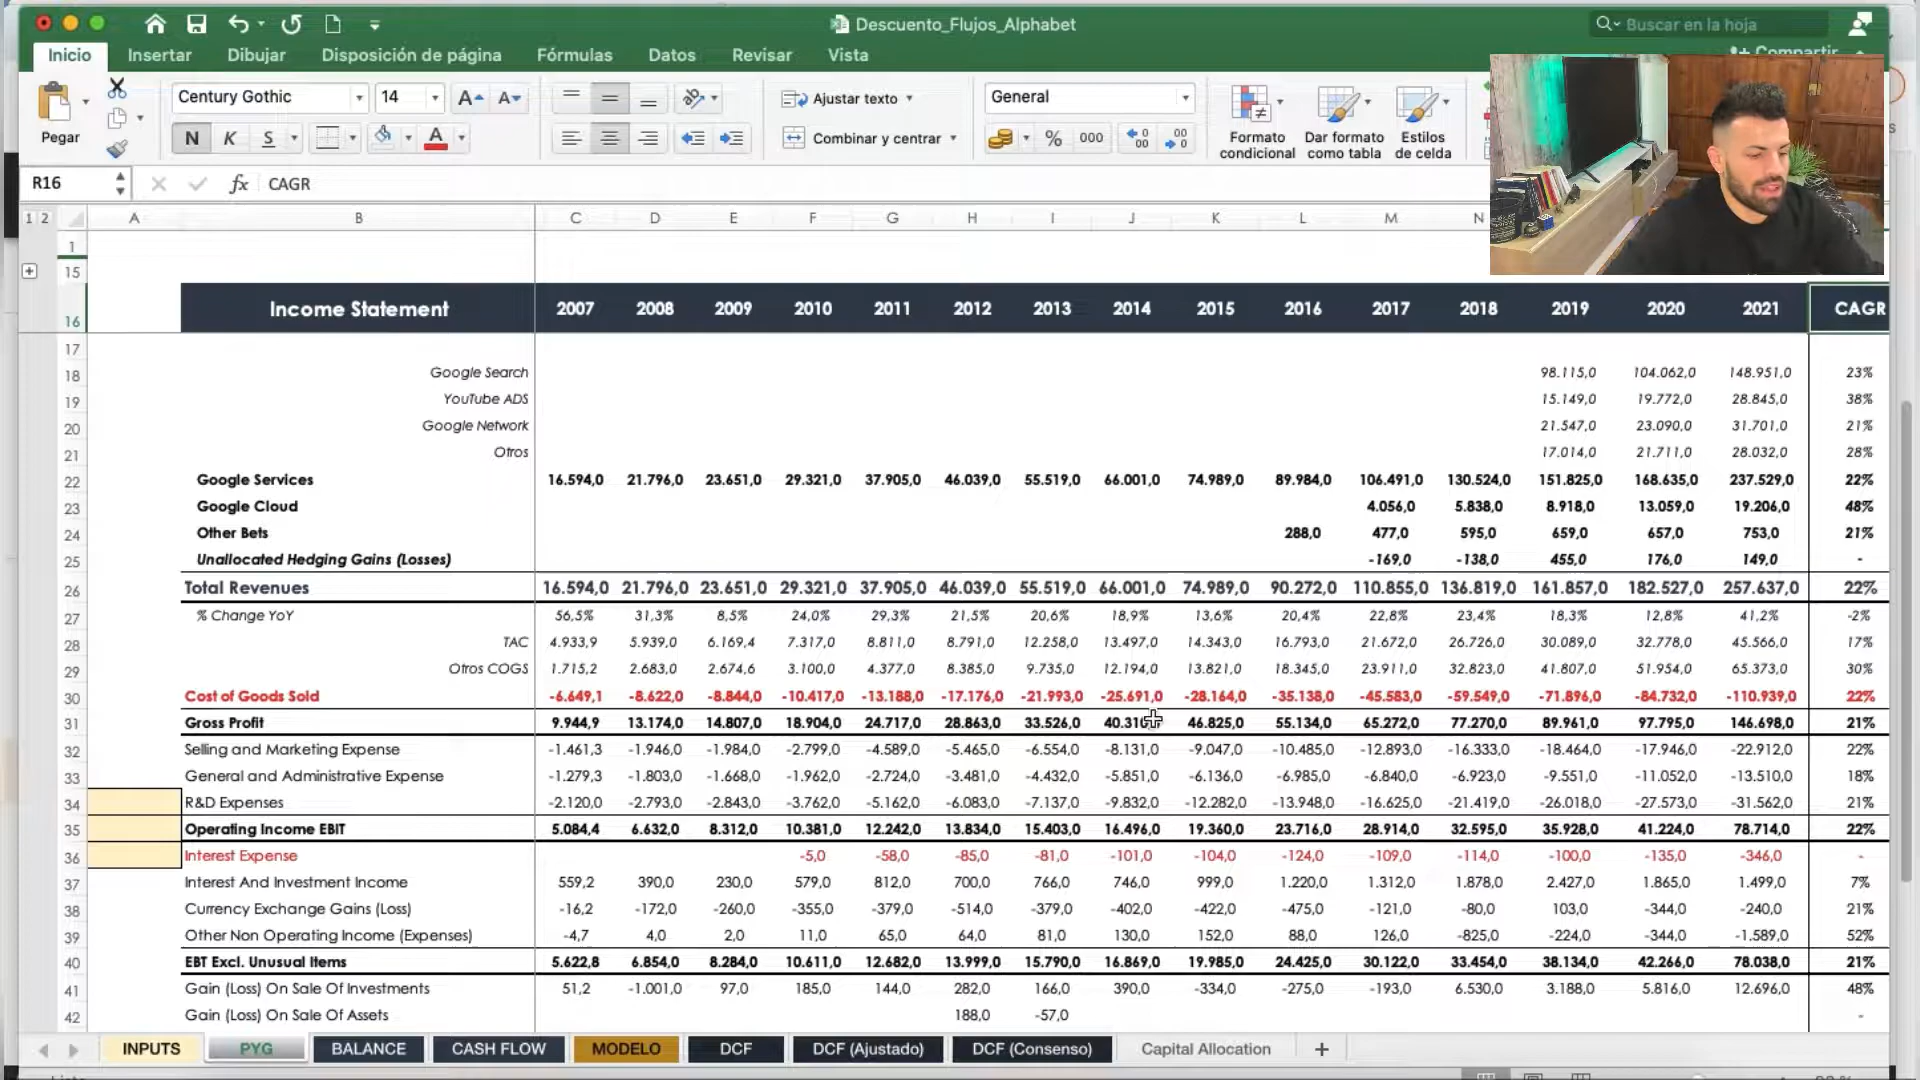 Descuento_Flujos_Alphabet
Buscar en la hoja
Inicio Insertar Dibujar Disposición de página Fórmulas Datos Revisar Vista Compartir
Century Gothic 14 A A Ajustar texto General
Pegar N K S A Combinar y centrar % 000 Formato condicional Dar formato como tabla Estilos de celda
R16 fx CAGR
1 2 A B C D E F G H I J K L M N
1
15
16 Income Statement 2007 2008 2009 2010 2011 2012 2013 2014 2015 2016 2017 2018 2019 2020 2021 CAGR
17
18 Google Search 98.115,0 104.062,0 148.951,0 23%
19 YouTube ADS 15.149,0 19.772,0 28.845,0 38%
20 Google Network 21.547,0 23.090,0 31.701,0 21%
21 Otros 17.014,0 21.711,0 28.032,0 28%
22 Google Services 16.594,0 21.796,0 23.651,0 29.321,0 37.905,0 46.039,0 55.519,0 66.001,0 74.989,0 89.984,0 106.491,0 130.524,0 151.825,0 168.635,0 237.529,0 22%
23 Google Cloud 4.056,0 5.838,0 8.918,0 13.059,0 19.206,0 48%
24 Other Bets 288,0 477,0 595,0 659,0 657,0 753,0 21%
25 Unallocated Hedging Gains (Losses) -169,0 -138,0 455,0 176,0 149,0 -
26 Total Revenues 16.594,0 21.796,0 23.651,0 29.321,0 37.905,0 46.039,0 55.519,0 66.001,0 74.989,0 90.272,0 110.855,0 136.819,0 161.857,0 182.527,0 257.637,0 22%
27 % Change YoY 56,5% 31,3% 8,5% 24,0% 29,3% 21,5% 20,6% 18,9% 13,6% 20,4% 22,8% 23,4% 18,3% 12,8% 41,2% -2%
28 TAC 4.933,9 5.939,0 6.169,4 7.317,0 8.811,0 8.791,0 12.258,0 13.497,0 14.343,0 16.793,0 21.672,0 26.726,0 30.089,0 32.778,0 45.566,0 17%
29 Otros COGS 1.715,2 2.683,0 2.674,6 3.100,0 4.377,0 8.385,0 9.735,0 12.194,0 13.821,0 18.345,0 23.911,0 32.823,0 41.807,0 51.954,0 65.373,0 30%
30 Cost of Goods Sold -6.649,1 -8.622,0 -8.844,0 -10.417,0 -13.188,0 -17.176,0 -21.993,0 -25.691,0 -28.164,0 -35.138,0 -45.583,0 -59.549,0 -71.896,0 -84.732,0 -110.939,0 22%
31 Gross Profit 9.944,9 13.174,0 14.807,0 18.904,0 24.717,0 28.863,0 33.526,0 40.310 46.825,0 55.134,0 65.272,0 77.270,0 89.961,0 97.795,0 146.698,0 21%
32 Selling and Marketing Expense -1.461,3 -1.946,0 -1.984,0 -2.799,0 -4.589,0 -5.465,0 -6.554,0 -8.131,0 -9.047,0 -10.485,0 -12.893,0 -16.333,0 -18.464,0 -17.946,0 -22.912,0 22%
33 General and Administrative Expense -1.279,3 -1.803,0 -1.668,0 -1.962,0 -2.724,0 -3.481,0 -4.432,0 -5.851,0 -6.136,0 -6.985,0 -6.840,0 -6.923,0 -9.551,0 -11.052,0 -13.510,0 18%
34 R&D Expenses -2.120,0 -2.793,0 -2.843,0 -3.762,0 -5.162,0 -6.083,0 -7.137,0 -9.832,0 -12.282,0 -13.948,0 -16.625,0 -21.419,0 -26.018,0 -27.573,0 -31.562,0 21%
35 Operating Income EBIT 5.084,4 6.632,0 8.312,0 10.381,0 12.242,0 13.834,0 15.403,0 16.496,0 19.360,0 23.716,0 28.914,0 32.595,0 35.928,0 41.224,0 78.714,0 22%
36 Interest Expense -5,0 -58,0 -85,0 -81,0 -101,0 -104,0 -124,0 -109,0 -114,0 -100,0 -135,0 -346,0 -
37 Interest And Investment Income 559,2 390,0 230,0 579,0 812,0 700,0 766,0 746,0 999,0 1.220,0 1.312,0 1.878,0 2.427,0 1.865,0 1.499,0 7%
38 Currency Exchange Gains (Loss) -16,2 -172,0 -260,0 -355,0 -379,0 -514,0 -379,0 -402,0 -422,0 -475,0 -121,0 -80,0 103,0 -344,0 -240,0 21%
39 Other Non Operating Income (Expenses) -4,7 4,0 2,0 11,0 65,0 64,0 81,0 130,0 152,0 88,0 126,0 -825,0 -224,0 -344,0 -1.589,0 52%
40 EBT Excl. Unusual Items 5.622,8 6.854,0 8.284,0 10.611,0 12.682,0 13.999,0 15.790,0 16.869,0 19.985,0 24.425,0 30.122,0 33.454,0 38.134,0 42.266,0 78.038,0 21%
41 Gain (Loss) On Sale Of Investments 51,2 -1.001,0 97,0 185,0 144,0 282,0 166,0 390,0 -334,0 -275,0 -193,0 6.530,0 3.188,0 5.816,0 12.696,0 48%
42 Gain (Loss) On Sale Of Assets 188,0 -57,0 -
INPUTS PYG BALANCE CASH FLOW MODELO DCF DCF (Ajustado) DCF (Consenso) Capital Allocation +